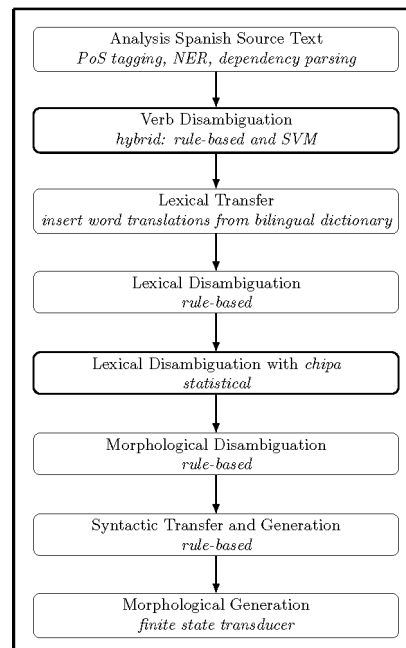 Analysis Spanish Source Text
PoS tagging, NER, dependency parsing
Verb Disambiguation
hybrid: rule-based and SVM
Lexical Transfer
insert word translations from bilingual dictionary
Lexical Disambiguation
rule-based
Lexical Disambiguation with chipa
statistical
Morphological Disambiguation
rule-based
Syntactic Transfer and Generation
rule-based
Morphological Generation
finite state transducer